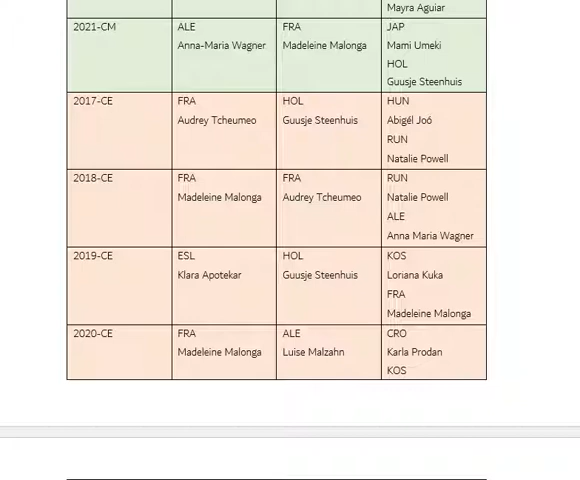 Mayra Aguiar
2021-CM
ALE
Anna-Maria Wagner
FRA
Madeleine Malonga
JAP
Mami Umeki
HOL
Guusje Steenhuis
2017-CE
FRA
Audrey Tcheumeo
HOL
Guusje Steenhuis
HUN
Abigél Joó
RUN
Natalie Powell
2018-CE
FRA
Madeleine Malonga
FRA
Audrey Tcheumeo
RUN
Natalie Powell
ALE
Anna Maria Wagner
2019-CE
ESL
Klara Apotekar
HOL
Guusje Steenhuis
KOS
Loriana Kuka
FRA
Madeleine Malonga
2020-CE
FRA
Madeleine Malonga
ALE
Luise Malzahn
CRO
Karla Prodan
KOS